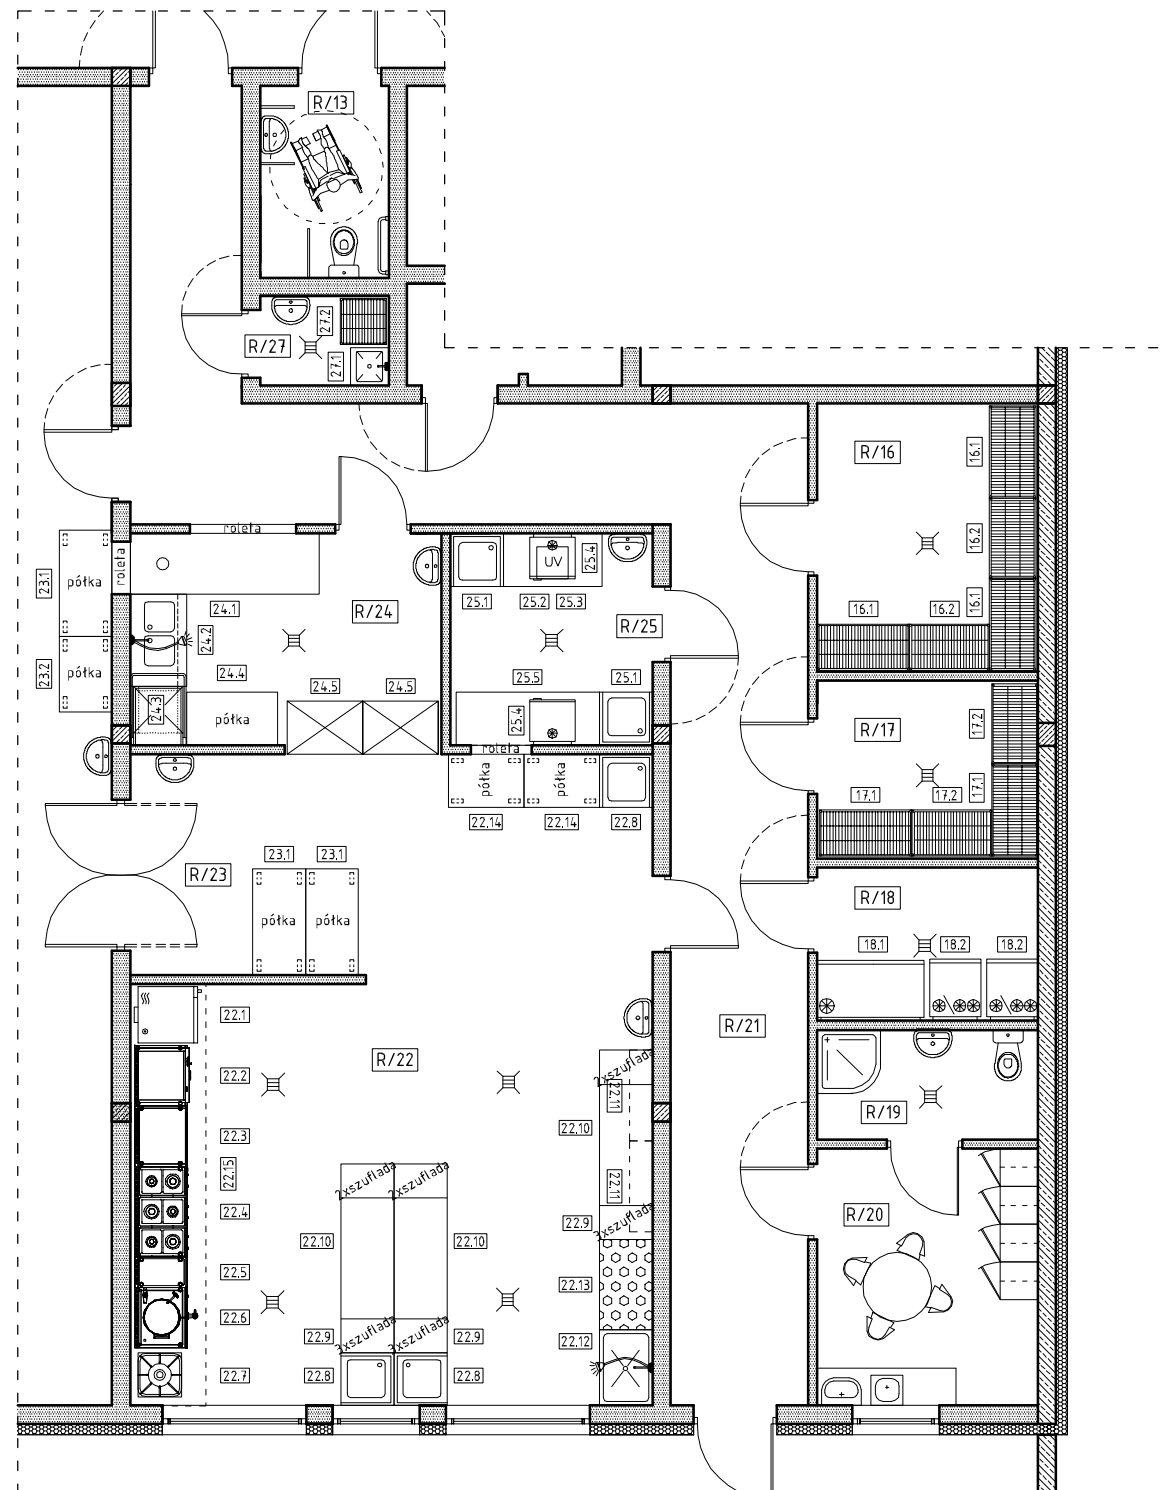 R/13
R/27
27.2
27.1
R/16
16.1
16.2
16.1
16.1
16.2
roleta
roleta
23.1
półka
23.2
półka
24.1
24.2
R/24
24.3
24.4
półka
24.5
24.5
UV
25.4
25.1
25.2
25.3
R/25
25.5
25.1
25.4
roleta
R/17
17.2
17.1
17.1
17.2
półka
półka
22.14
22.14
22.8
R/23
23.1
23.1
półka
półka
R/18
18.1
18.2
18.2
22.1
R/22
R/21
22.2
2xszuflada
22.11
R/19
22.3
22.10
22.15
22.11
2xszuflada
2xszuflada
22.4
22.9
3xszuflada
R/20
22.10
22.10
22.5
22.13
22.6
22.9
3xszuflada
3xszuflada
22.9
22.12
22.7
22.8
22.8